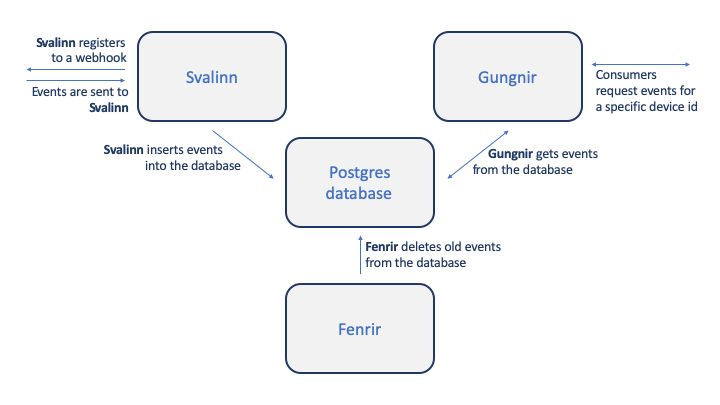 Svalinn registers
to a webhook
Events are sent to
Svalinn
Svalinn
Gungnir
Consumers
request events for
a specific device id
Svalinn inserts events
into the database
Postgres
database
Gungnir gets events
from the database
Fenrir deletes old events
from the database
Fenrir